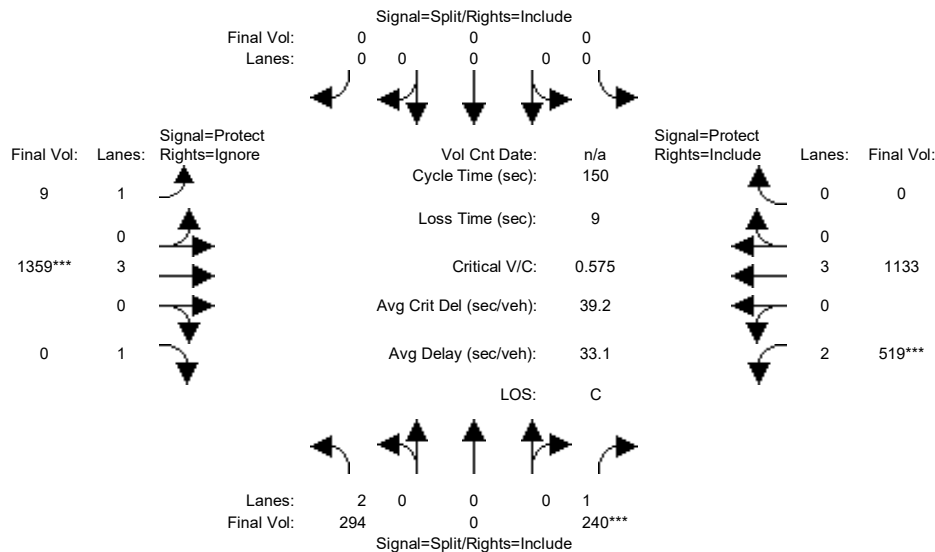 Signal=Split/Rights=Include
Final Vol: 0 0 0
Lanes: 0 0 0 0 0
Signal=Protect
Final Vol: Lanes: Rights=Ignore
Vol Cnt Date: n/a
Signal=Protect
Rights=Include Lanes: Final Vol:
Cycle Time (sec): 150
9 1
0 0
Loss Time (sec): 9
0
0
1359*** 3
Critical V/C: 0.575
3 1133
0
Avg Crit Del (sec/veh): 39.2
0
0 1
Avg Delay (sec/veh): 33.1
2 519***
LOS: C
Lanes: 2 0 0 0 1
Final Vol: 294 0 240***
Signal=Split/Rights=Include